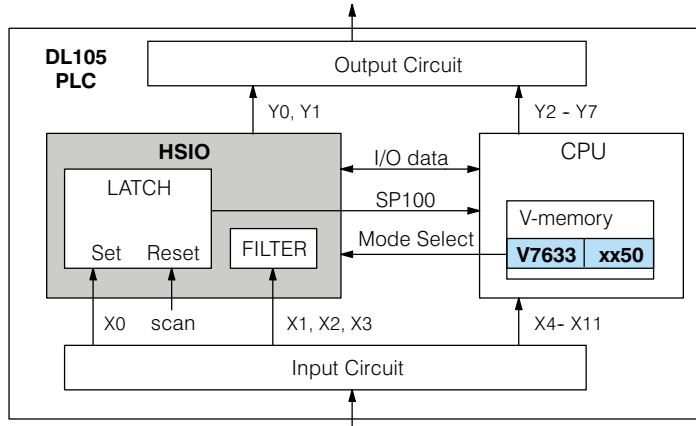 DL105
PLC
Output Circuit
Y0, Y1
Y2 - Y7
HSIO
I/O data
CPU
LATCH
SP100
V-memory
Set Reset
FILTER
Mode Select
V7633 xx50
X0
scan
X1, X2, X3
X4- X11
Input Circuit